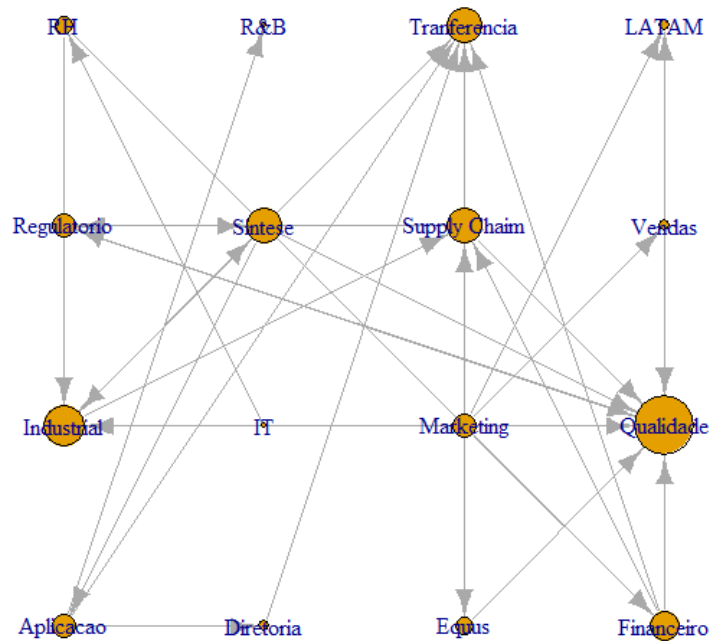 RH R&B Tranferencia LATAM
Regulatorio Sintese Supply Chaim Vendas
Industrial IT Marketing Qualidade
Aplicacao Diretoria Equus Financeiro